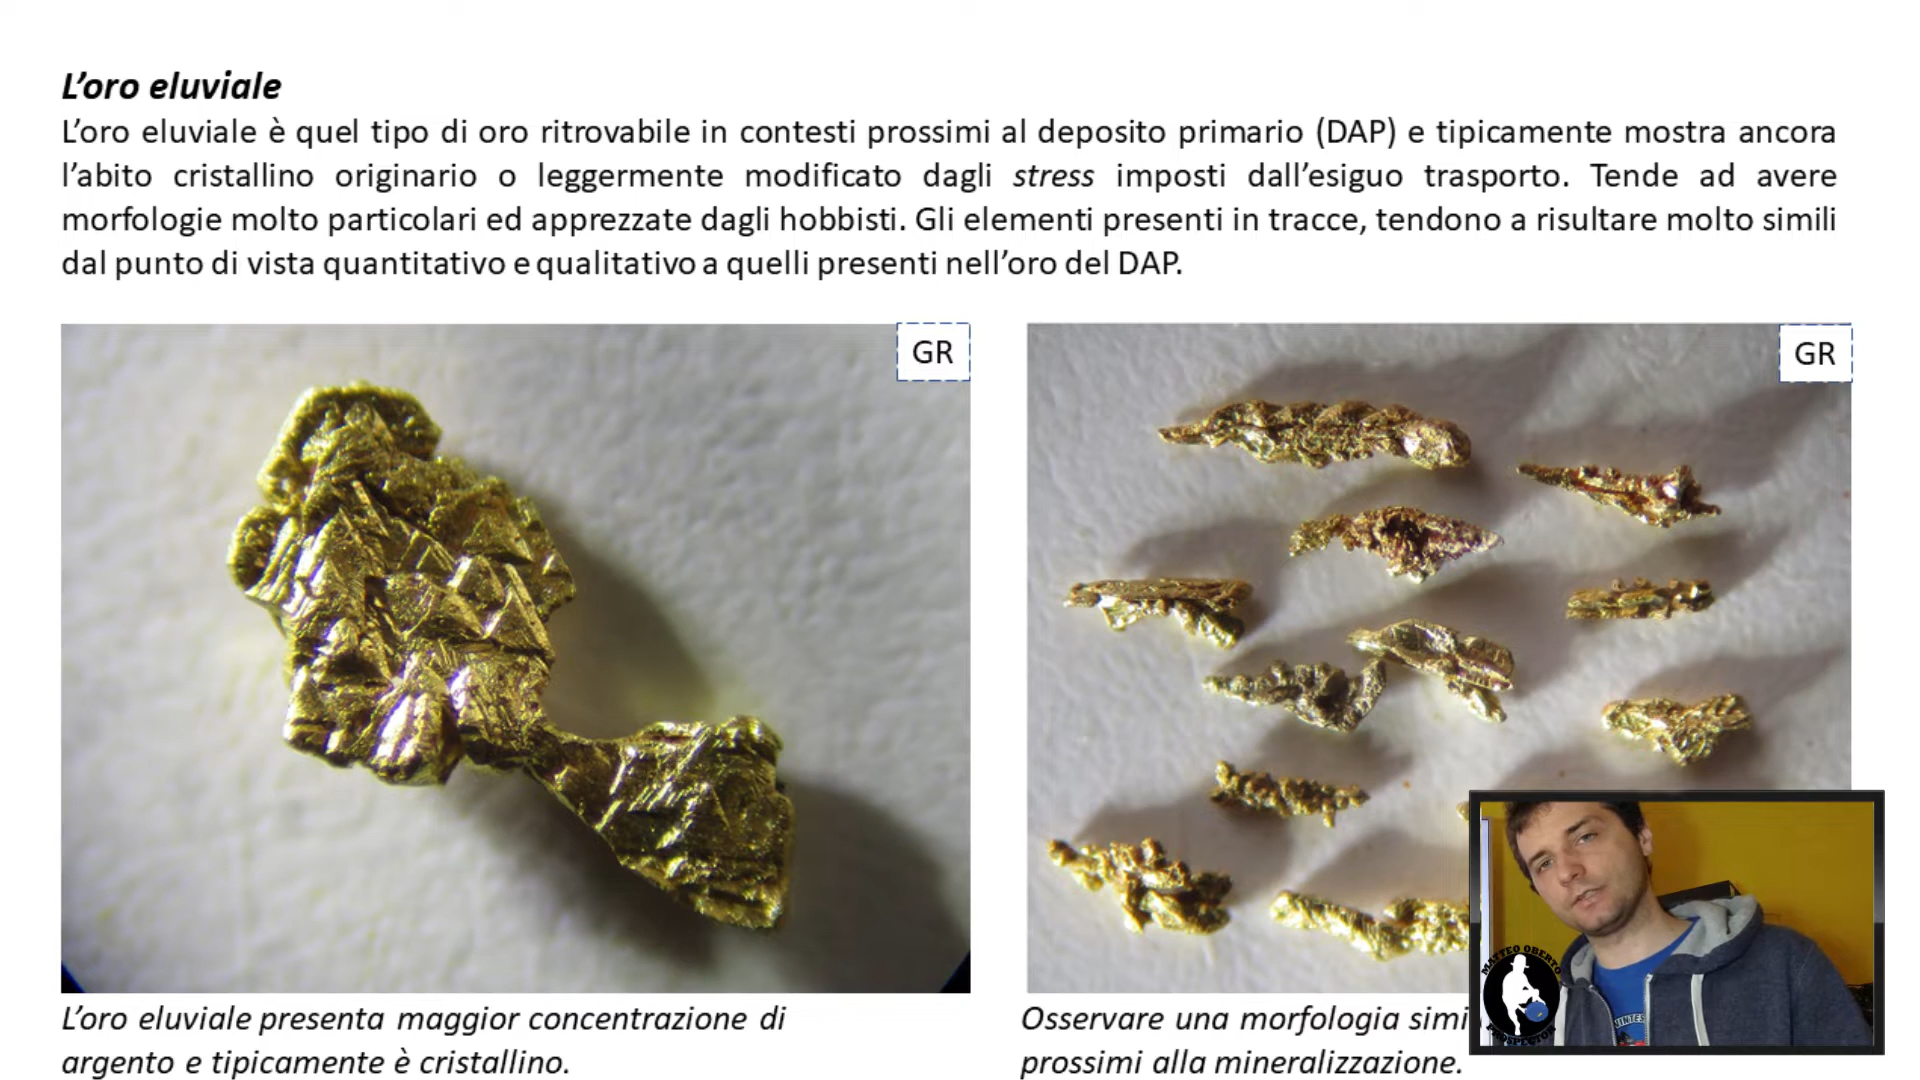 L’oro eluviale
L’oro eluviale è quel tipo di oro ritrovabile in contesti prossimi al deposito primario (DAP) e tipicamente mostra ancora
l’abito cristallino originario o leggermente modificato dagli stress imposti dall’esiguo trasporto. Tende ad avere
morfologie molto particolari ed apprezzate dagli hobbisti. Gli elementi presenti in tracce, tendono a risultare molto simili
dal punto di vista quantitativo e qualitativo a quelli presenti nell’oro del DAP.
GR
GR
L’oro eluviale presenta maggior concentrazione di
argento e tipicamente è cristallino.
Osservare una morfologia simi
prossimi alla mineralizzazione.
MATTEO OBERTO
PROSPECTOR